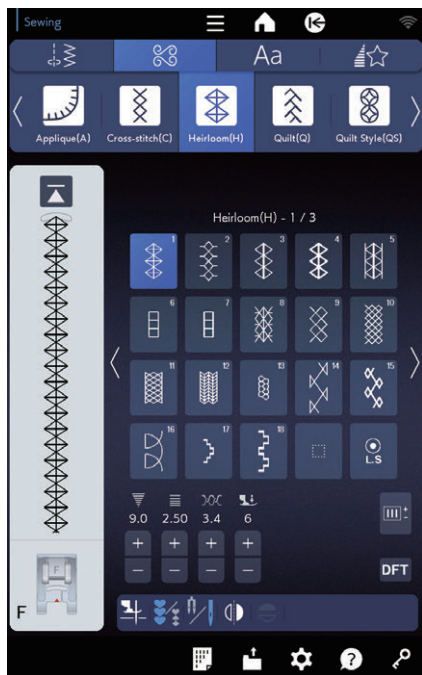 Sewing
Aa
Applique(A) Cross-stitch(C) Heirloom(H) Quilt(Q) Quilt Style(QS)
Heirloom(H) - 1 / 3
1 2 3 4 5
6 7 8 9 10
11 12 13 14 15
16 17 18 L.S
9.0 2.50 3.4 6
+ + + +
− − − −
DFT
F
F
?